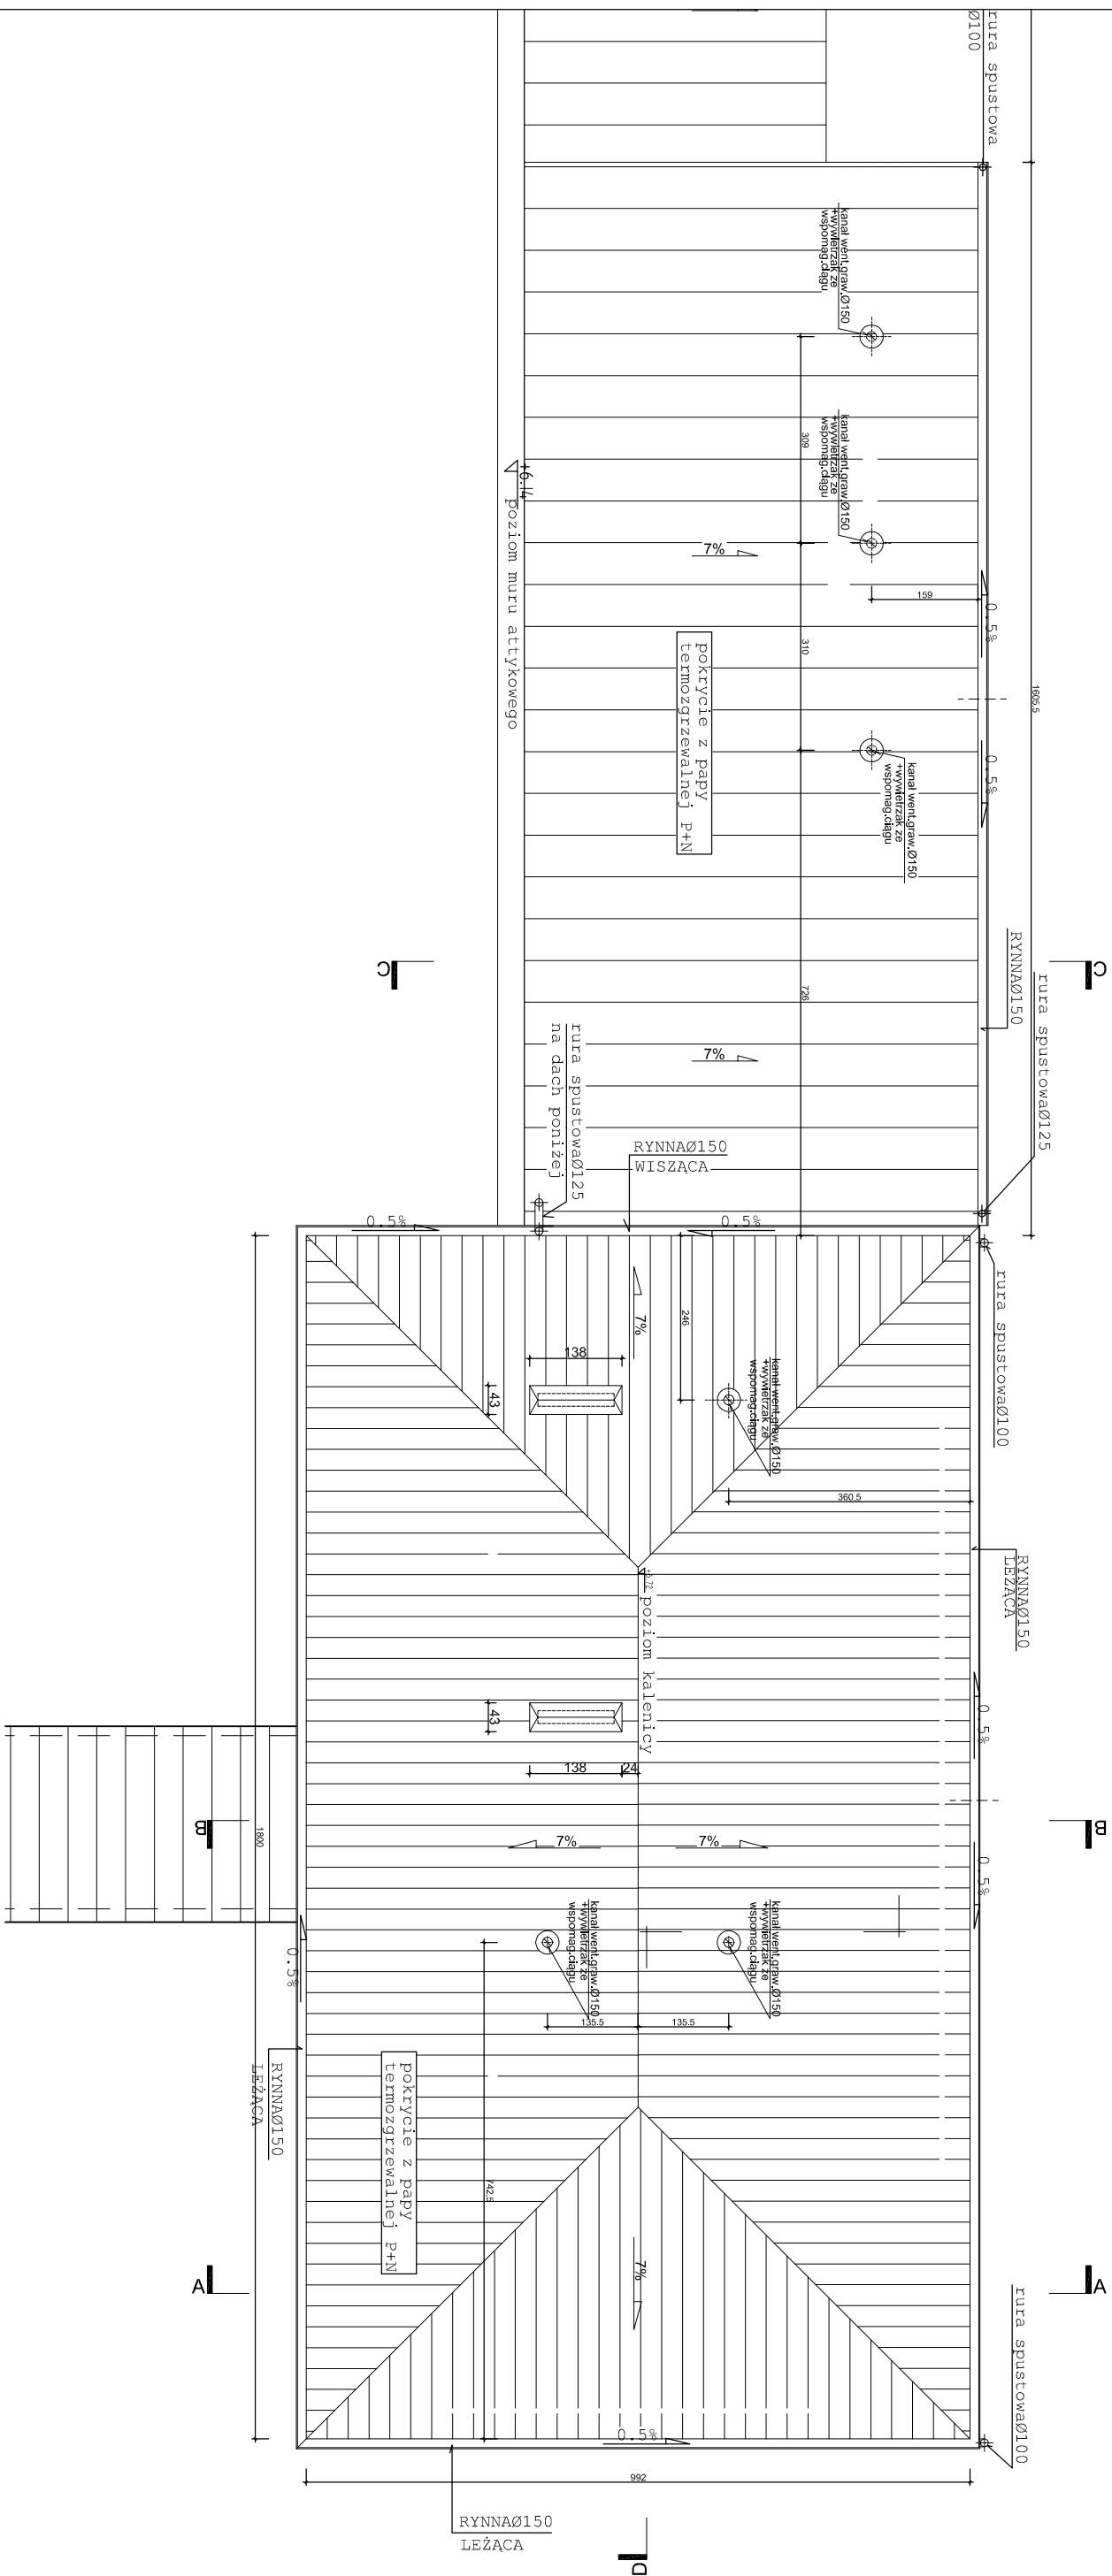 rura spustowa
Ø100
kanał went.graw.Ø150
+wywietrzak ze
wspomag.ciągu
309
kanał went.graw.Ø150
+wywietrzak ze
wspomag.ciągu
+6.14
poziom muru attykowego
7%
159
0.5%
310
1605.5
pokrycie z papy
termozgrzewalnej P+N
0.5%
kanał went.graw.Ø150
+wywietrzak ze
wspomag.ciągu
RYNNAØ150
C
C
rura spustowaØ125
726
7%
rura spustowaØ125
na dach poniżej
RYNNAØ150
WISZĄCA
0.5%
0.5%
rura spustowaØ100
246
7%
138
43
kanał went.graw.Ø150
+wywietrzak ze
wspomag.ciągu
360.5
RYNNAØ150
LEŻĄCA
+5.72
poziom kalenicy
0.5%
43
138
24
B
B
1800
7%
7%
0.5%
kanał went.graw.Ø150
+wywietrzak ze
wspomag.ciągu
kanał went.graw.Ø150
+wywietrzak ze
wspomag.ciągu
0.5%
135.5
135.5
RYNNAØ150
LEŻĄCA
pokrycie z papy
termozgrzewalnej P+N
742.5
7%
A
A
rura spustowaØ100
0.5%
992
RYNNAØ150
LEŻĄCA
D